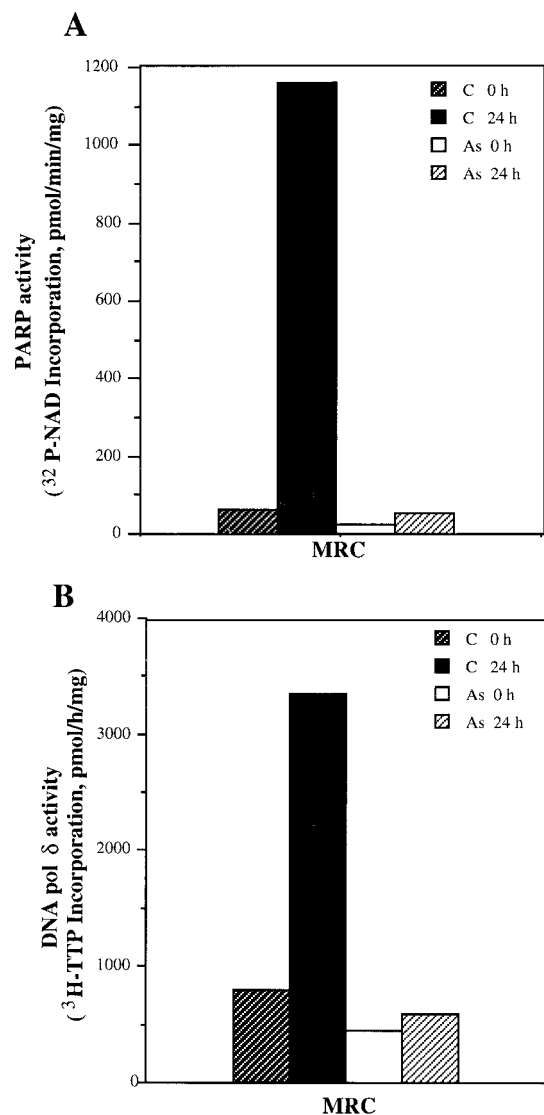 A
PARP activity
( 32 P-NAD Incorporation, pmol/min/mg)
1200
1000
800
600
400
200
0
C 0 h
C 24 h
As 0 h
As 24 h
MRC
B
DNA pol δ activity
( 3 H-TTP Incorporation, pmol/h/mg)
4000
3000
2000
1000
0
C 0 h
C 24 h
As 0 h
As 24 h
MRC